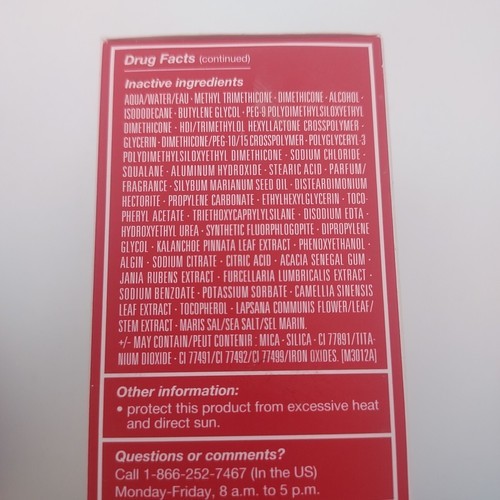 Drug Facts (continued)
Inactive ingredients
AQUA/WATER/EAU · METHYL TRIMETHICONE · DIMETHICONE · ALCOHOL ·
ISODODECANE · BUTYLENE GLYCOL · PEG-9 POLYDIMETHYLSILOXYETHYL
DIMETHICONE · HDI/TRIMETHYLOL HEXYLLACTONE CROSSPOLYMER ·
GLYCERIN · DIMETHICONE/PEG-10/15 CROSSPOLYMER · POLYGLYCERYL-3
POLYDIMETHYLSILOXYETHYL DIMETHICONE · SODIUM CHLORIDE ·
SQUALANE · ALUMINUM HYDROXIDE · STEARIC ACID · PARFUM/
FRAGRANCE · SILYBUM MARIANUM SEED OIL · DISTEARDIMONIUM
HECTORITE · PROPYLENE CARBONATE · ETHYLHEXYLGLYCERIN · TOCO-
PHERYL ACETATE · TRIETHOXYCAPRYLYLSILANE · DISODIUM EDTA ·
HYDROXYETHYL UREA · SYNTHETIC FLUORPHLOGOPITE · DIPROPYLENE
GLYCOL · KALANCHOE PINNATA LEAF EXTRACT · PHENOXYETHANOL ·
ALGIN · SODIUM CITRATE · CITRIC ACID · ACACIA SENEGAL GUM ·
JANIA RUBENS EXTRACT · FURCELLARIA LUMBRICALIS EXTRACT ·
SODIUM BENZOATE · POTASSIUM SORBATE · CAMELLIA SINENSIS
LEAF EXTRACT · TOCOPHEROL · LAPSANA COMMUNIS FLOWER/LEAF/
STEM EXTRACT · MARIS SAL/SEA SALT/SEL MARIN.
+/- MAY CONTAIN/PEUT CONTENIR : MICA · SILICA · CI 77891/TITA-
NIUM DIOXIDE · CI 77491/CI 77492/CI 77499/IRON OXIDES. [M3012A]
Other information:
• protect this product from excessive heat
and direct sun.
Questions or comments?
Call 1-866-252-7467 (In the US)
Monday-Friday, 8 a.m. to 5 p.m.